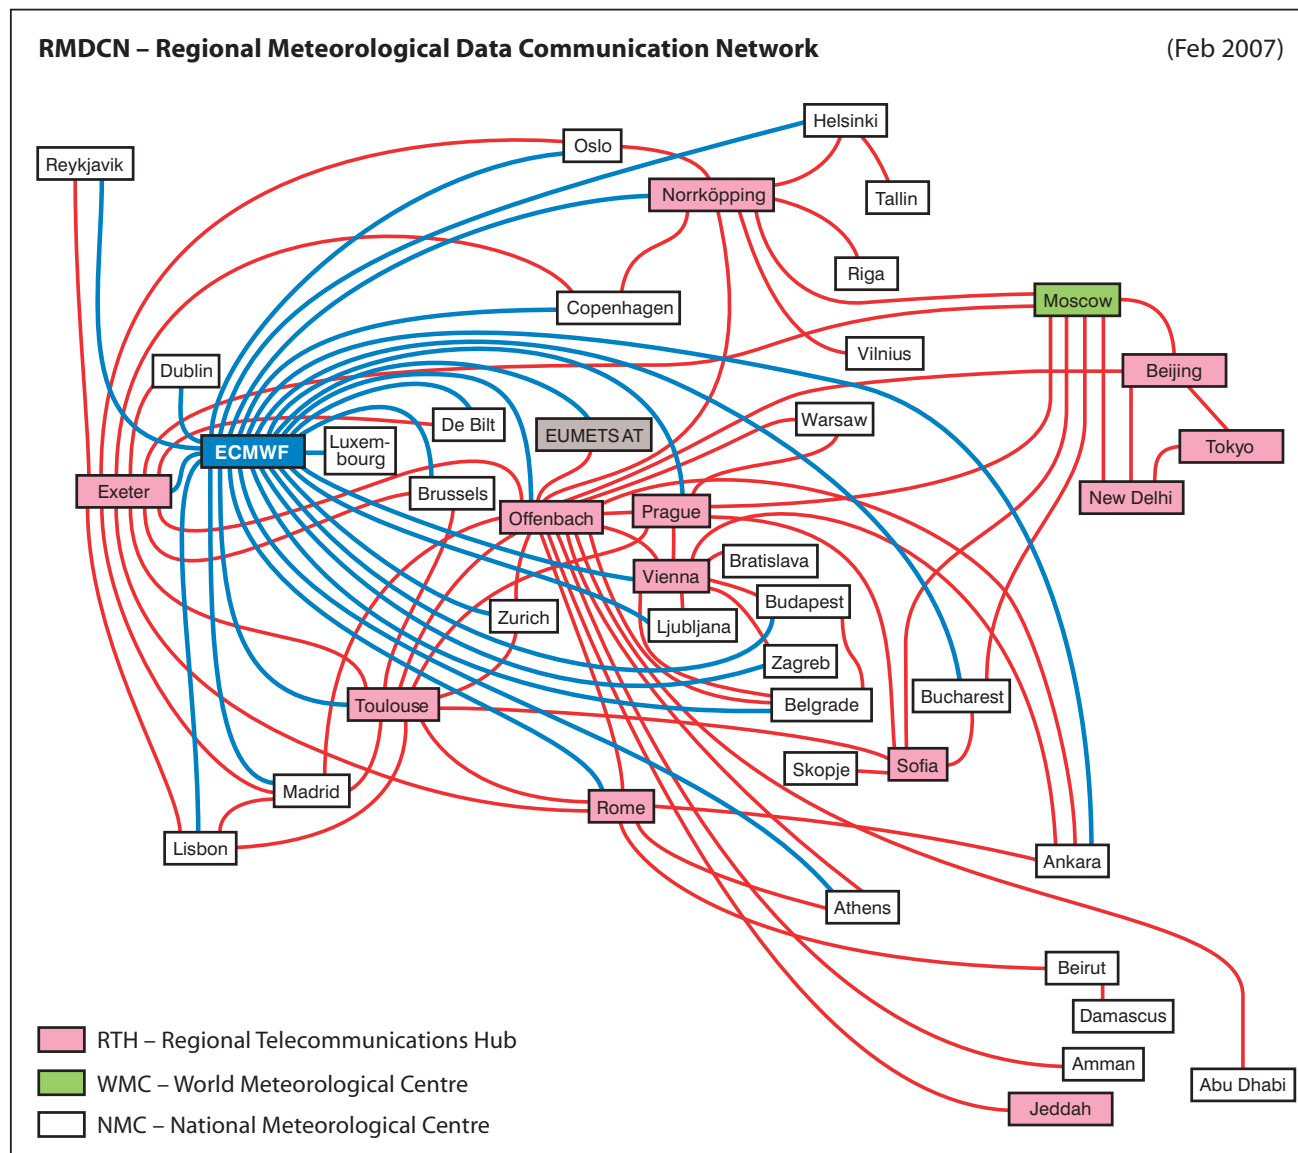 RMDCN – Regional Meteorological Data Communication Network
(Feb 2007)
Helsinki
Oslo
Reykjavik
Tallin
Norrköpping
Riga
Moscow
Copenhagen
Vilnius
Dublin
Beijing
Warsaw
De Bilt
EUMETSAT
Luxem-
bourg
ECMWF
Tokyo
Exeter
Brussels
New Delhi
Offenbach
Prague
Bratislava
Vienna
Budapest
Zurich
Ljubljana
Zagreb
Bucharest
Toulouse
Belgrade
Skopje
Sofia
Madrid
Rome
Lisbon
Ankara
Athens
Beirut
Damascus
Amman
Abu Dhabi
Jeddah
RTH – Regional Telecommunications Hub
WMC – World Meteorological Centre
NMC – National Meteorological Centre